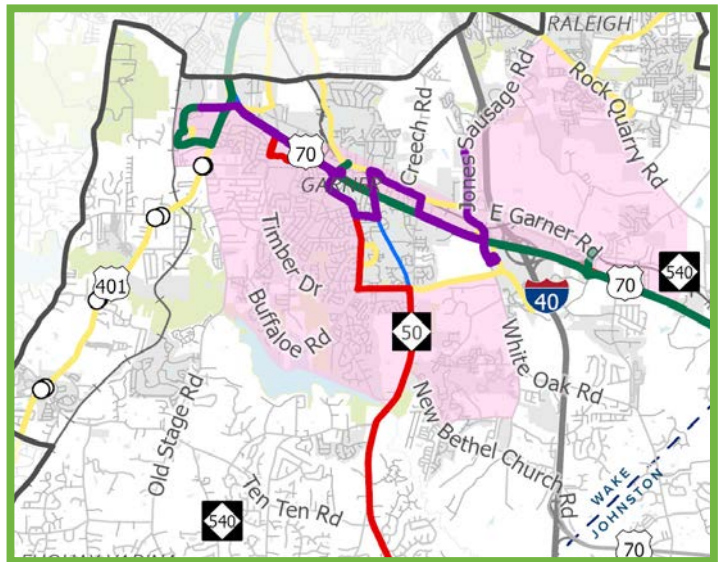 RALEIGH
Rock Quarry Rd
Jones Sausage Rd
Creech Rd
70
GARNER
E Garner Rd
540
70
Timber Dr
401
40
Buffaloe Rd
50
White Oak Rd
Old Stage Rd
New Bethel Church Rd
Ten Ten Rd
540
WAKE
JOHNSTON
70